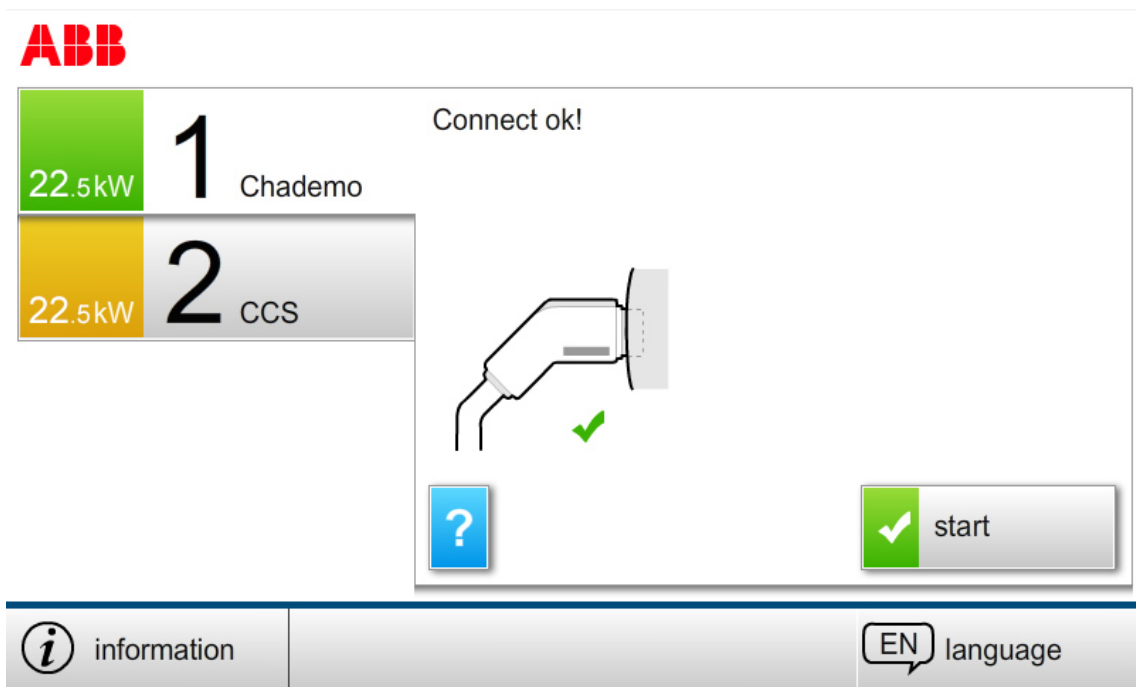 ABB
22.5kW 1 Chademo
22.5kW 2 CCS
Connect ok!
?
start
i information
EN language